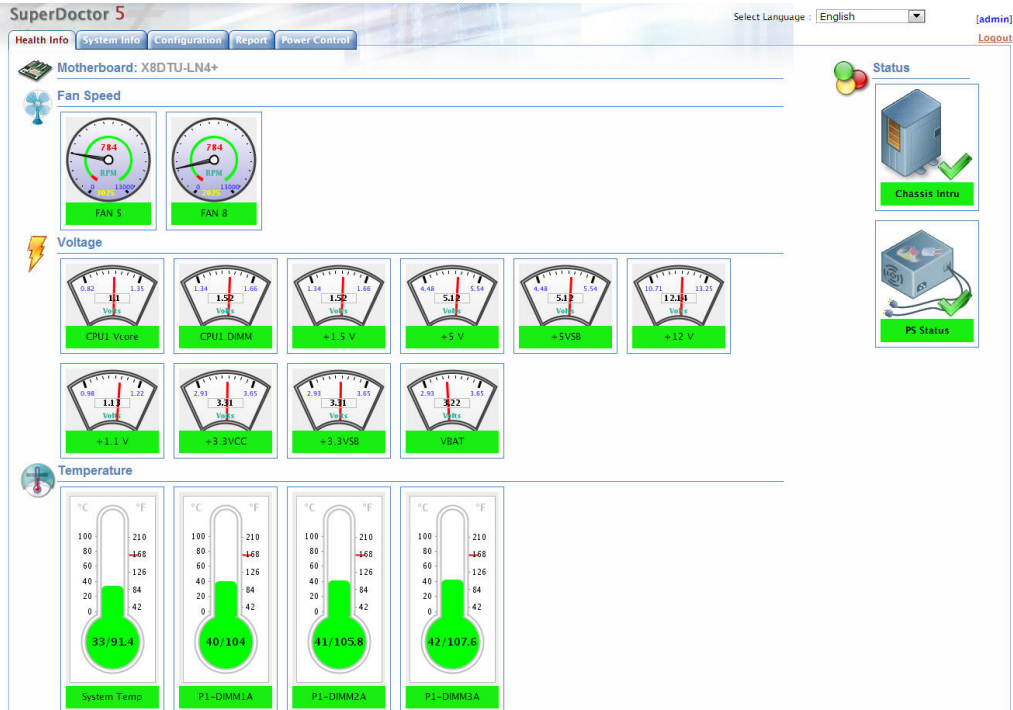 SuperDoctor 5
Select Language : English
[admin]
Logout
Health Info System Info Configuration Report Power Control
Motherboard: X8DTU-LN4+
Status
Fan Speed
784 784
RPM RPM
0 13000 0 13000
3025 2025
FAN 5 FAN 8
Chassis Intru
Voltage
0.82 1.35 1.34 1.66 1.34 1.66 4.48 5.54 4.48 5.54 10.71 13.25
1.1 1.52 1.52 5.12 5.12 12.14
Volts Volts Volts Volts Volts Volts
CPU1 Vcore CPU1 DIMM +1.5 V +5 V +5VSB +12 V
PS Status
0.98 1.22 2.93 3.65 2.93 3.65 2.93 3.65
1.13 3.31 3.31 3.22
Volts Volts Volts Volts
+1.1 V +3.3VCC +3.3VSB VBAT
Temperature
°C °F °C °F °C °F °C °F
100 210 100 210 100 210 100 210
80 168 80 168 80 168 80 168
60 126 60 126 60 126 60 126
40 84 40 84 40 84 40 84
20 42 20 42 20 42 20 42
0 0 0 0
33/91.4 40/104 41/105.8 42/107.6
System Temp P1-DIMM1A P1-DIMM2A P1-DIMM3A